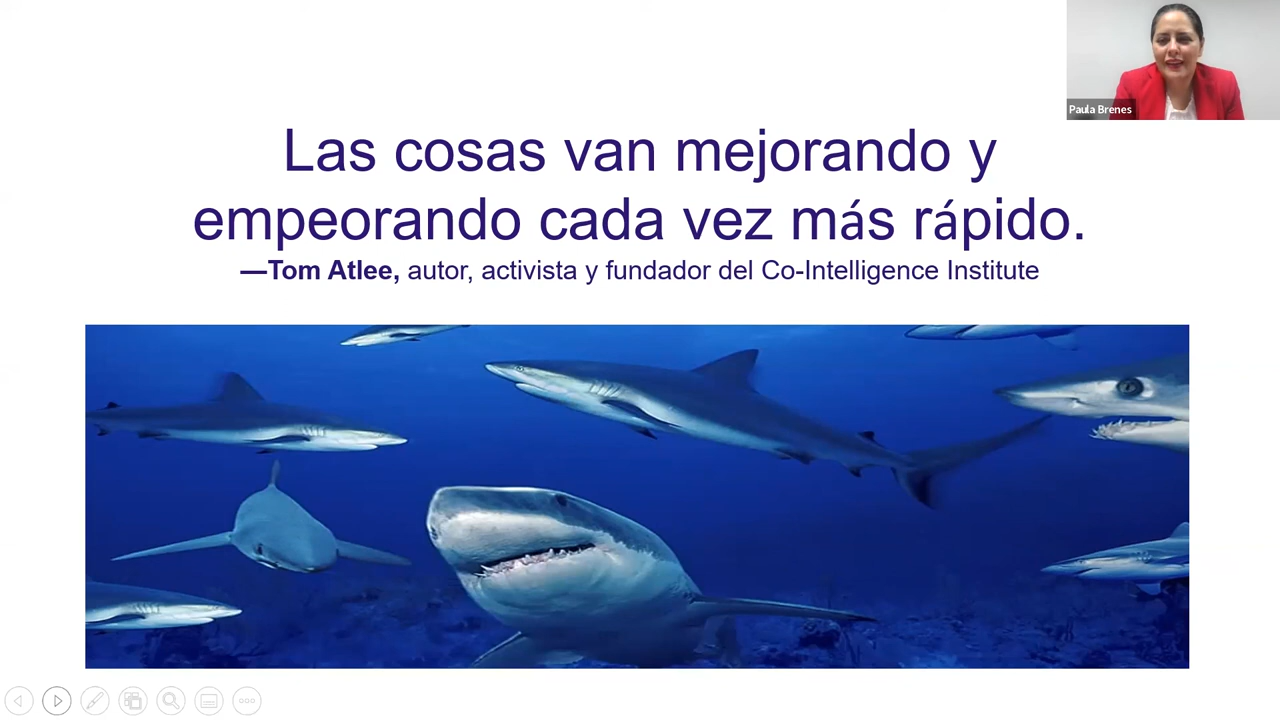 Paula Brenes
Las cosas van mejorando y
empeorando cada vez más rápido.
—Tom Atlee, autor, activista y fundador del Co-Intelligence Institute